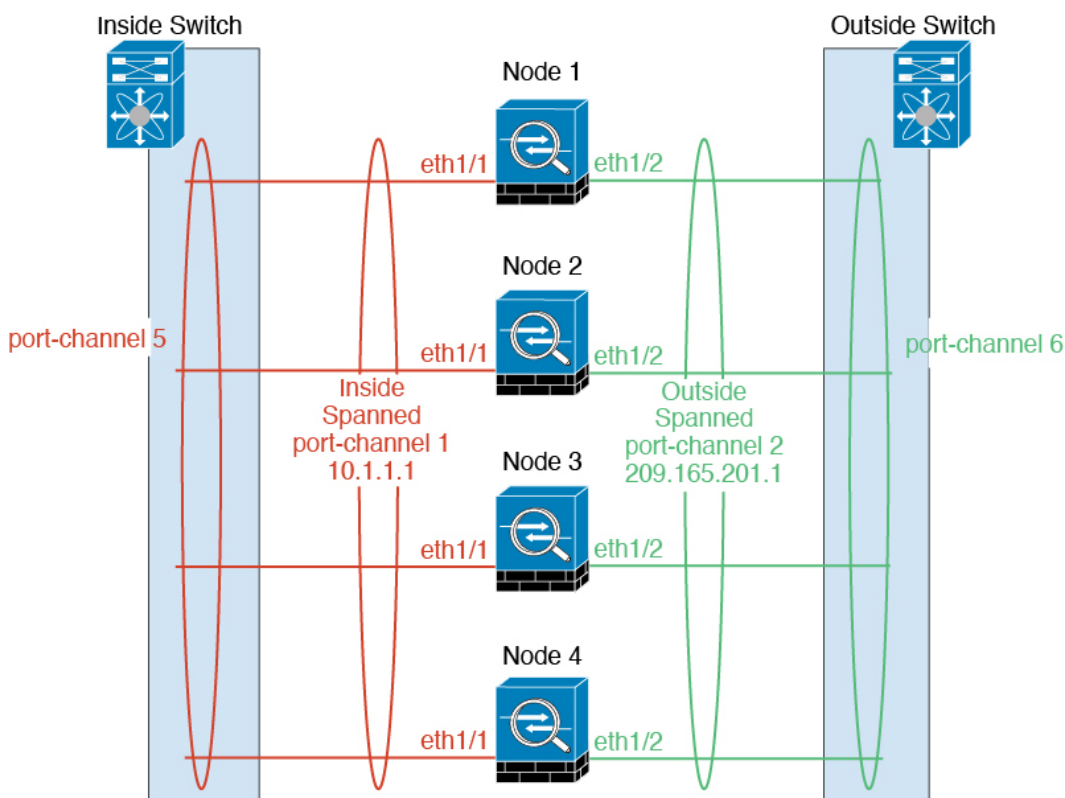 Inside Switch
Outside Switch
Node 1
eth1/1
eth1/2
Node 2
port-channel 5
eth1/1
eth1/2
port-channel 6
Inside
Spanned
port-channel 1
10.1.1.1
Outside
Spanned
port-channel 2
209.165.201.1
Node 3
eth1/1
eth1/2
Node 4
eth1/1
eth1/2